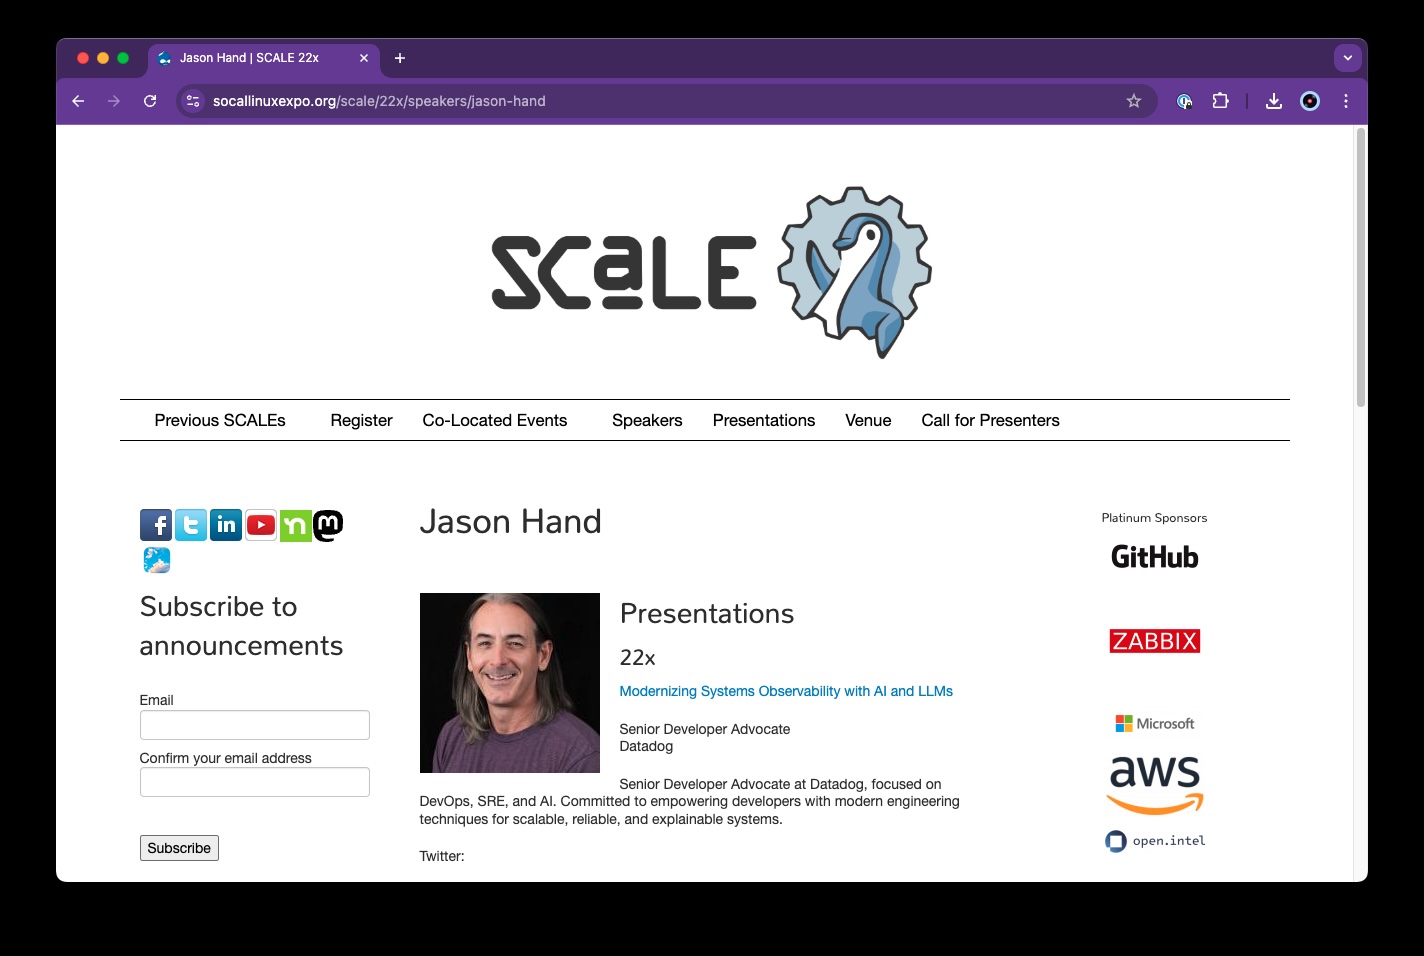 Jason Hand | SCALE 22x
socallinuxexpo.org/scale/22x/speakers/jason-hand
SCaLE
Previous SCALEs
Register
Co-Located Events
Speakers
Presentations
Venue
Call for Presenters
Subscribe to
announcements
Email
Confirm your email address
Subscribe
Jason Hand
Presentations
22x
Modernizing Systems Observability with AI and LLMs
Senior Developer Advocate
Datadog
Senior Developer Advocate at Datadog, focused on
DevOps, SRE, and AI. Committed to empowering developers with modern engineering
techniques for scalable, reliable, and explainable systems.
Twitter:
Platinum Sponsors
GitHub
ZABBIX
Microsoft
aws
open.intel